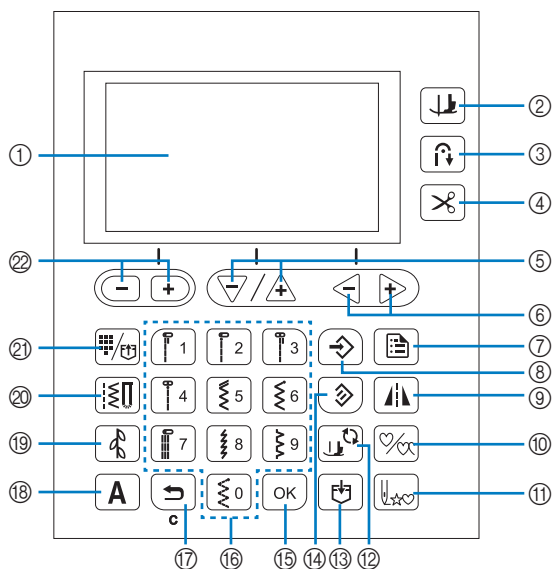 ②
①
③
④
㉒
− + − / + − +
⑤
⑥
㉑
1 2 3
⑦
⑧
⑳
4 5 6
⑨
⑲
7 8 9
⑩
⑱
A
0
OK
⑪
C
⑰ ⑯ ⑮ ⑭ ⑬ ⑫